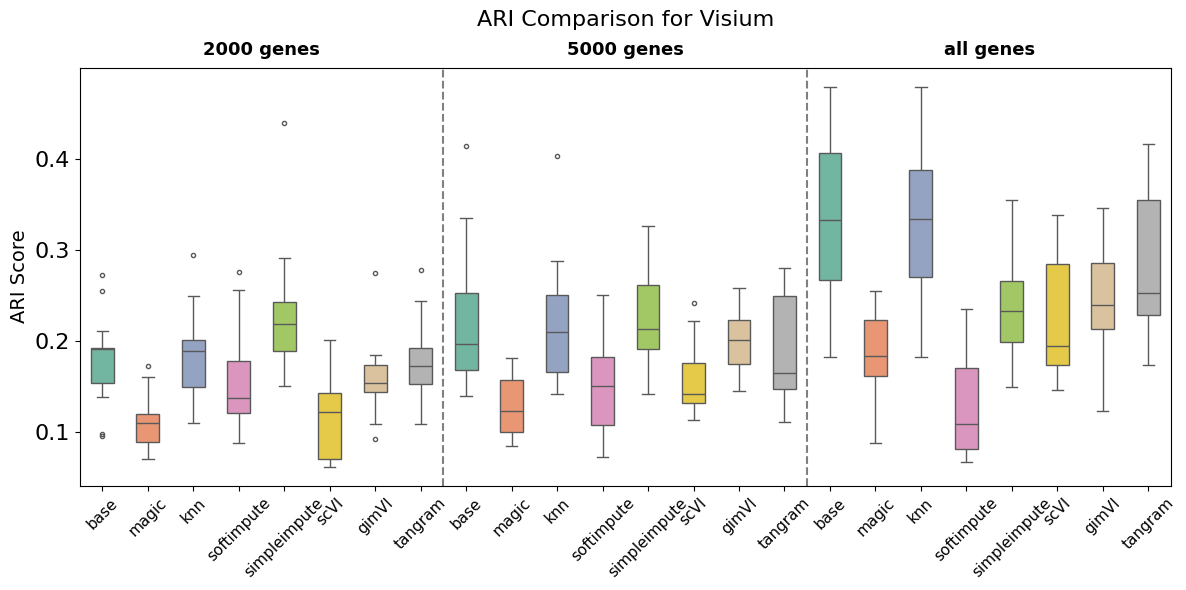 ARI Comparison for Visium
2000 genes 5000 genes all genes
ARI Score
0.4
0.3
0.2
0.1
base magic knn softimpute simpleimpute scVI gimVI tangram base magic knn softimpute simpleimpute scVI gimVI tangram base magic knn softimpute simpleimpute scVI gimVI tangram